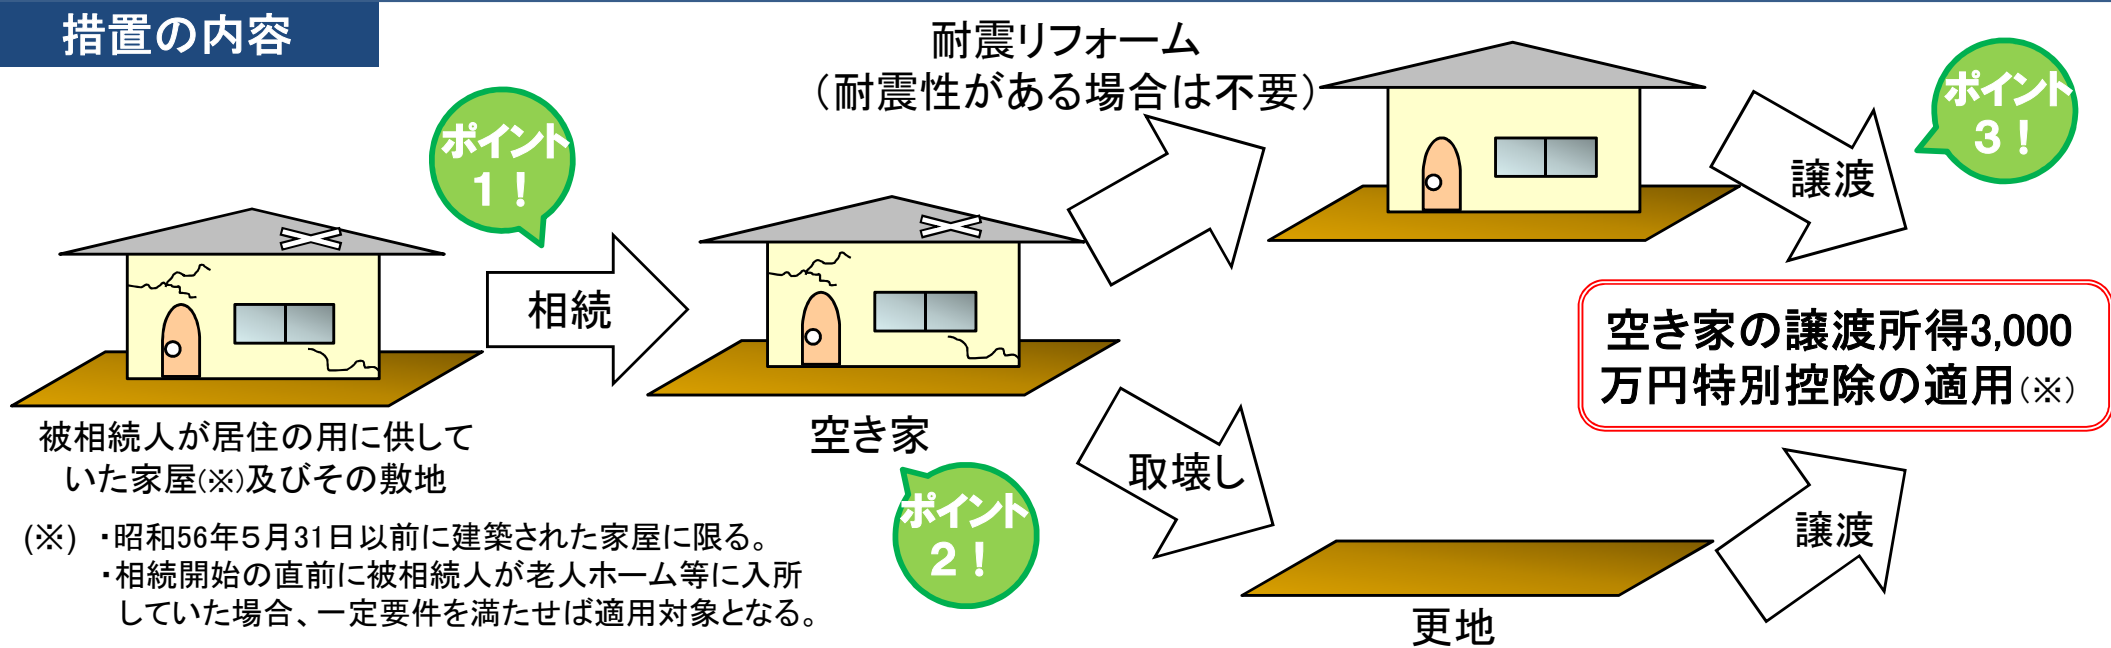 措置の内容
耐震リフォーム
（耐震性がある場合は不要）
ポイント
1！
ポイント
3！
相続
譲渡
空き家の譲渡所得3,000
万円特別控除の適用(※)
被相続人が居住の用に供して
いた家屋(※)及びその敷地
空き家
取壊し
ポイント
2！
譲渡
更地
(※) ・昭和56年５月31日以前に建築された家屋に限る。
・相続開始の直前に被相続人が老人ホーム等に入所
していた場合、一定要件を満たせば適用対象となる。